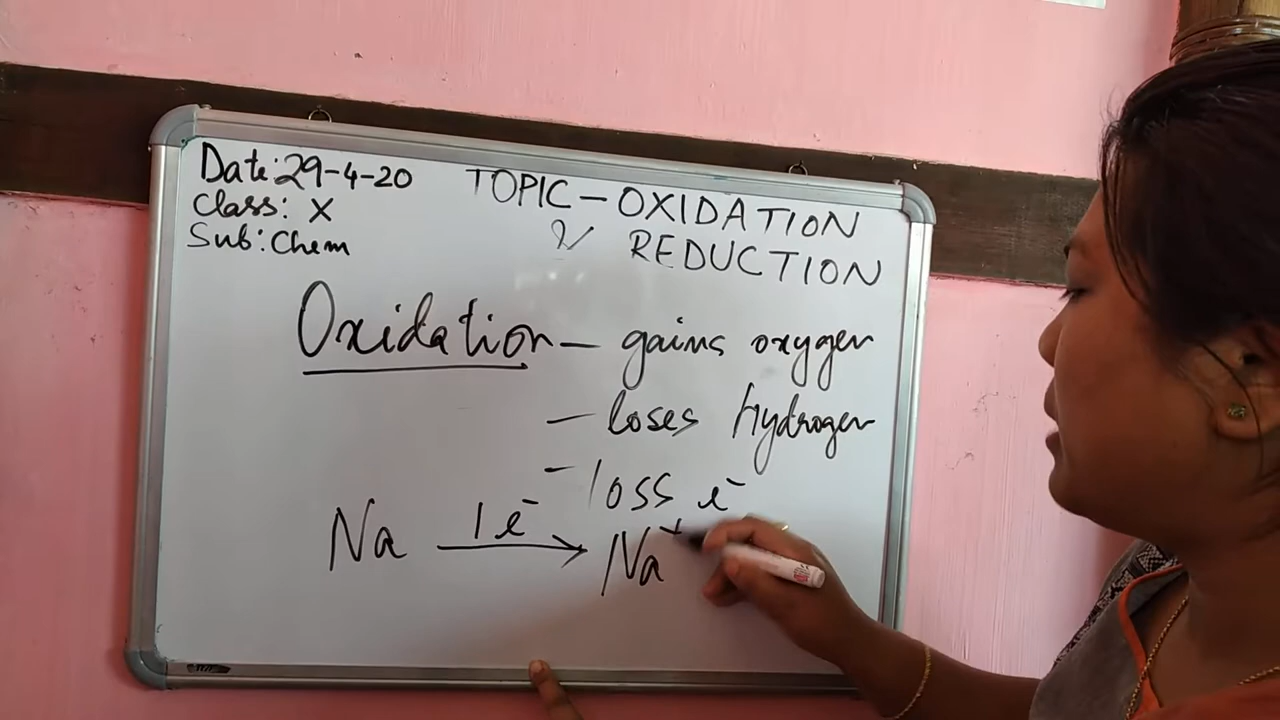 Date: 29-4-20
Class: X
Sub: Chem
TOPIC - OXIDATION
& REDUCTION
Oxidation - gains oxygen
- loses hydrogen
- loss e⁻
Na 1e⁻→ Na⁺